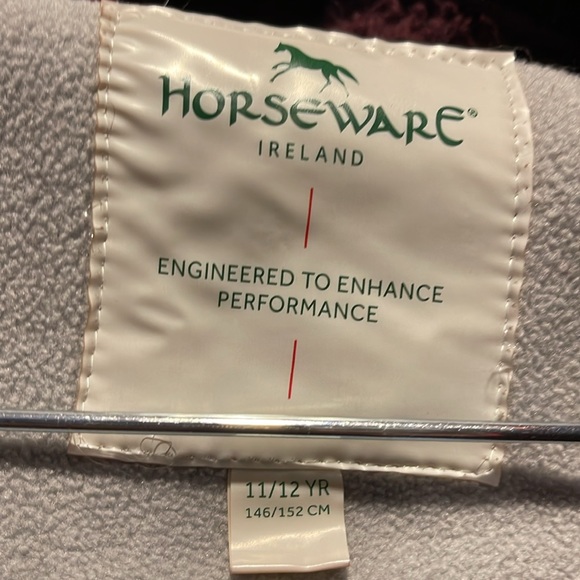 HORSEWARE®
IRELAND
ENGINEERED TO ENHANCE
PERFORMANCE
11/12 YR
146/152 CM